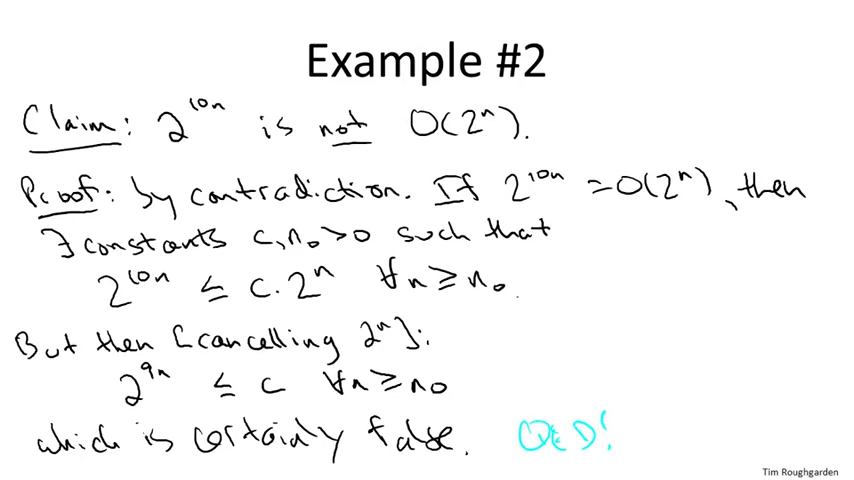 Example #2
Claim: 2^10n is not O(2^n).
Proof: by contradiction. If 2^10n = O(2^n), then
∃ constants c, n₀ > 0 such that
2^10n ≤ c·2^n ∀n ≥ n₀.
But then [cancelling 2^n]:
2^9n ≤ c ∀n ≥ n₀
which is certainly false. QED!
Tim Roughgarden